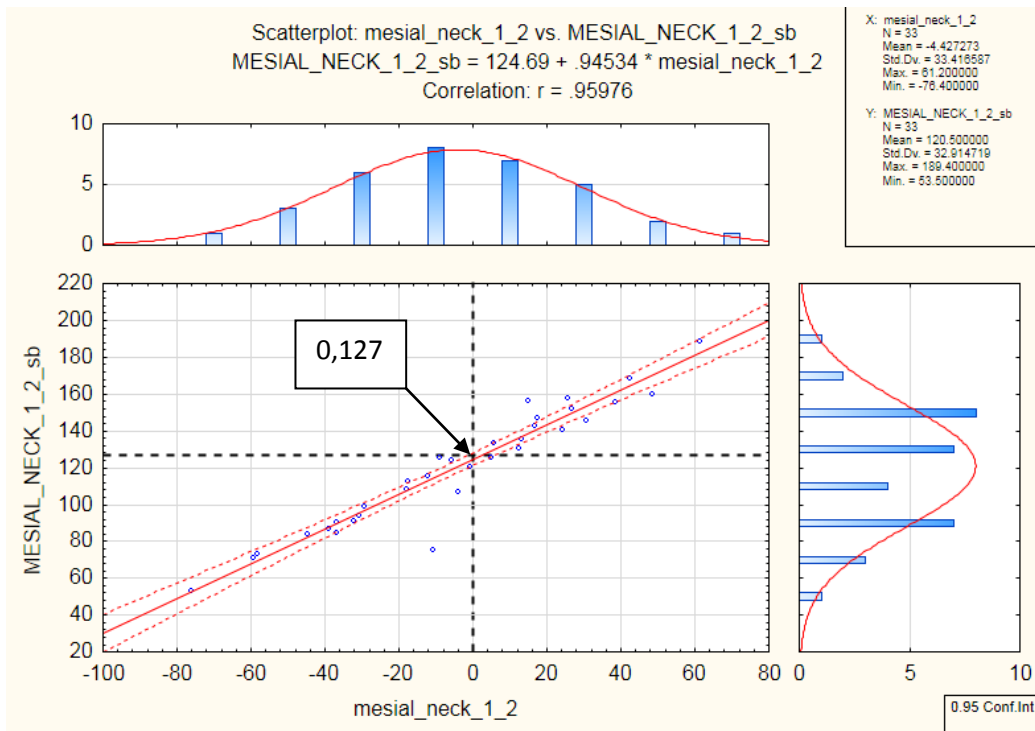 Scatterplot: mesial_neck_1_2 vs. MESIAL_NECK_1_2_sb
MESIAL_NECK_1_2_sb = 124.69 + .94534 * mesial_neck_1_2
Correlation: r = .95976
X: mesial_neck_1_2
N = 33
Mean = -4.427273
Std.Dv. = 33.416587
Max. = 61.200000
Min. = -76.400000
Y: MESIAL_NECK_1_2_sb
N = 33
Mean = 120.500000
Std.Dv. = 32.914719
Max. = 189.400000
Min. = 53.500000
10
5
0
220
200
180
160
140
120
100
80
60
40
20
MESIAL_NECK_1_2_sb
0,127
-100 -80 -60 -40 -20 0 20 40 60 80
mesial_neck_1_2
0 5 10
0.95 Conf.Int